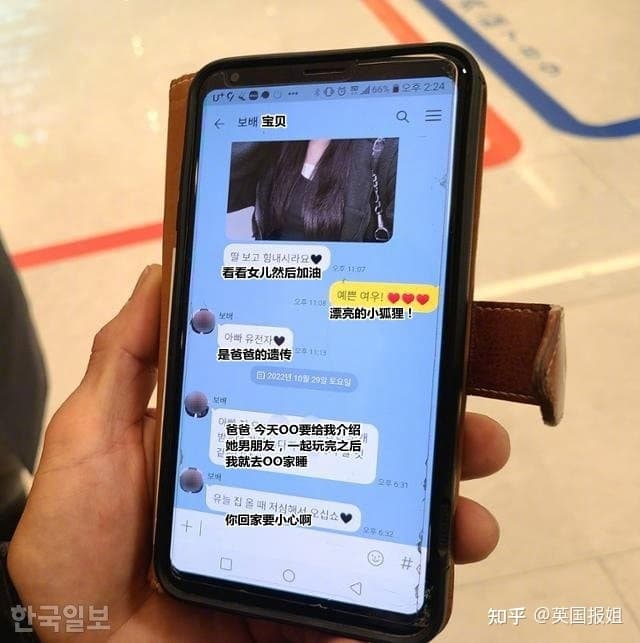 66% 오후 2:24
보배 宝贝
딸 보고 힘내시라요🖤
오후 11:07
看看女儿然后加油
오후 11:08
예쁜 여우! ❤❤❤
漂亮的小狐狸！
보배
아빠 유전자🖤
오후 11:13
是爸爸的遗传
2022년 10월 29일 토요일
보배
爸爸 今天OO要给我介绍
她男朋友，一起玩完之后
我就去OO家睡
오후 6:31
집 올 때 저심해서 오십쇼🖤
오후 6:32
你回家要小心啊
#
한국일보
知乎 @英国报姐